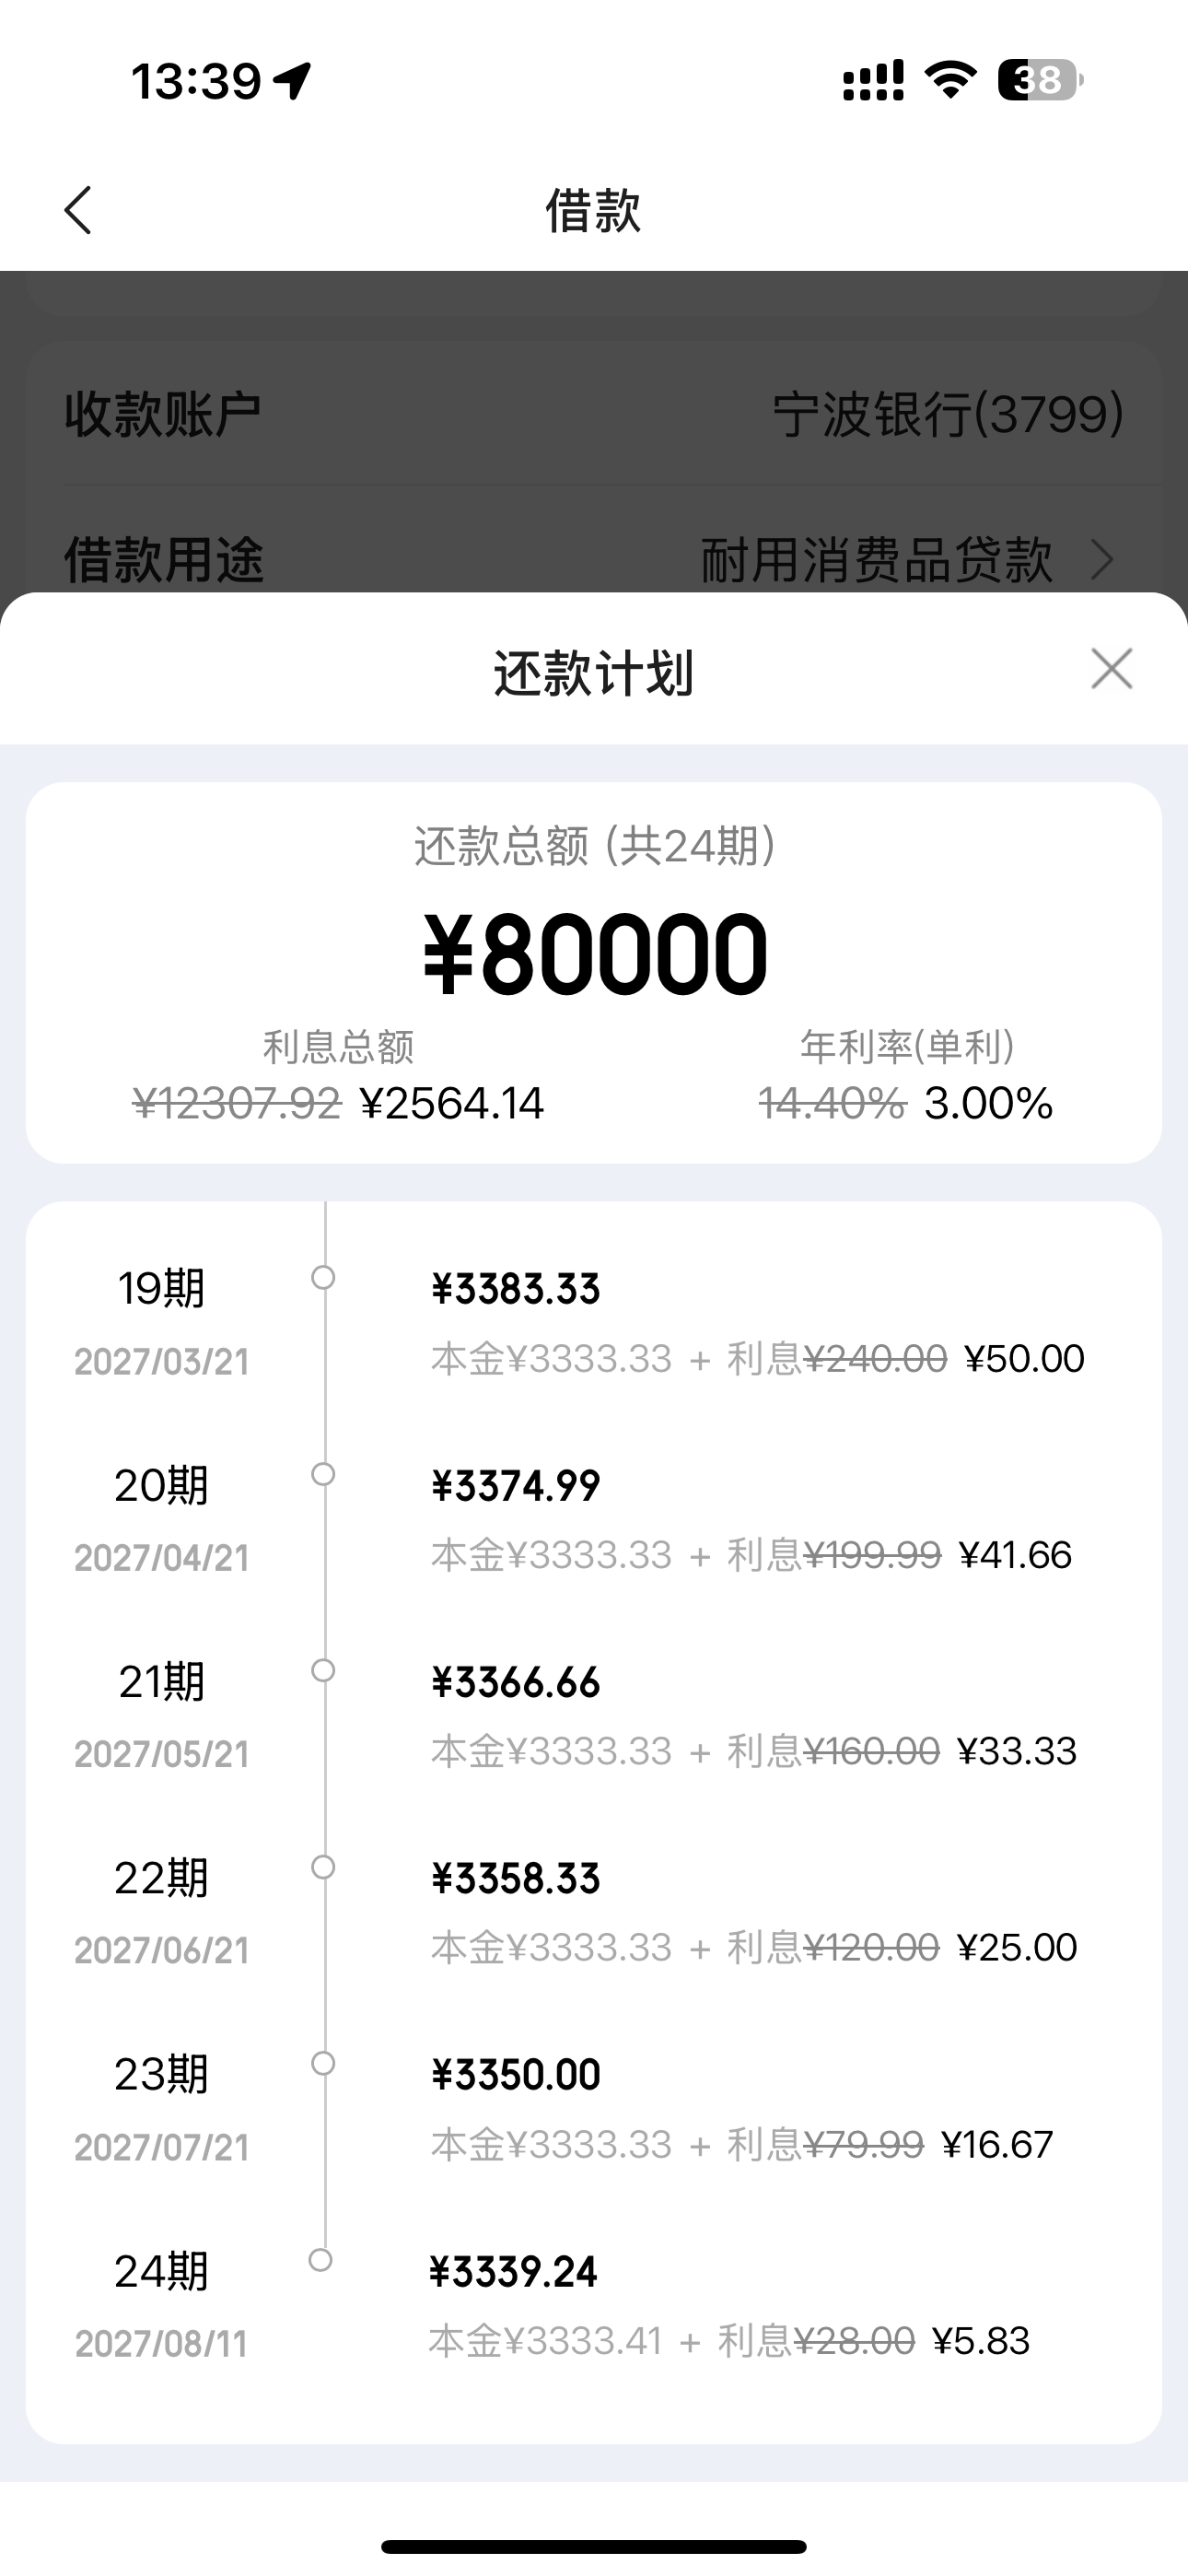 13:39
38
借款
收款账户 宁波银行(3799)
借款用途 耐用消费品贷款
还款计划
还款总额 (共24期)
¥80000
利息总额 年利率(单利)
¥12307.92 ¥2564.14 14.40% 3.00%
19期 ¥3383.33
2027/03/21 本金¥3333.33 + 利息¥240.00 ¥50.00
20期 ¥3374.99
2027/04/21 本金¥3333.33 + 利息¥199.99 ¥41.66
21期 ¥3366.66
2027/05/21 本金¥3333.33 + 利息¥160.00 ¥33.33
22期 ¥3358.33
2027/06/21 本金¥3333.33 + 利息¥120.00 ¥25.00
23期 ¥3350.00
2027/07/21 本金¥3333.33 + 利息¥79.99 ¥16.67
24期 ¥3339.24
2027/08/11 本金¥3333.41 + 利息¥28.00 ¥5.83